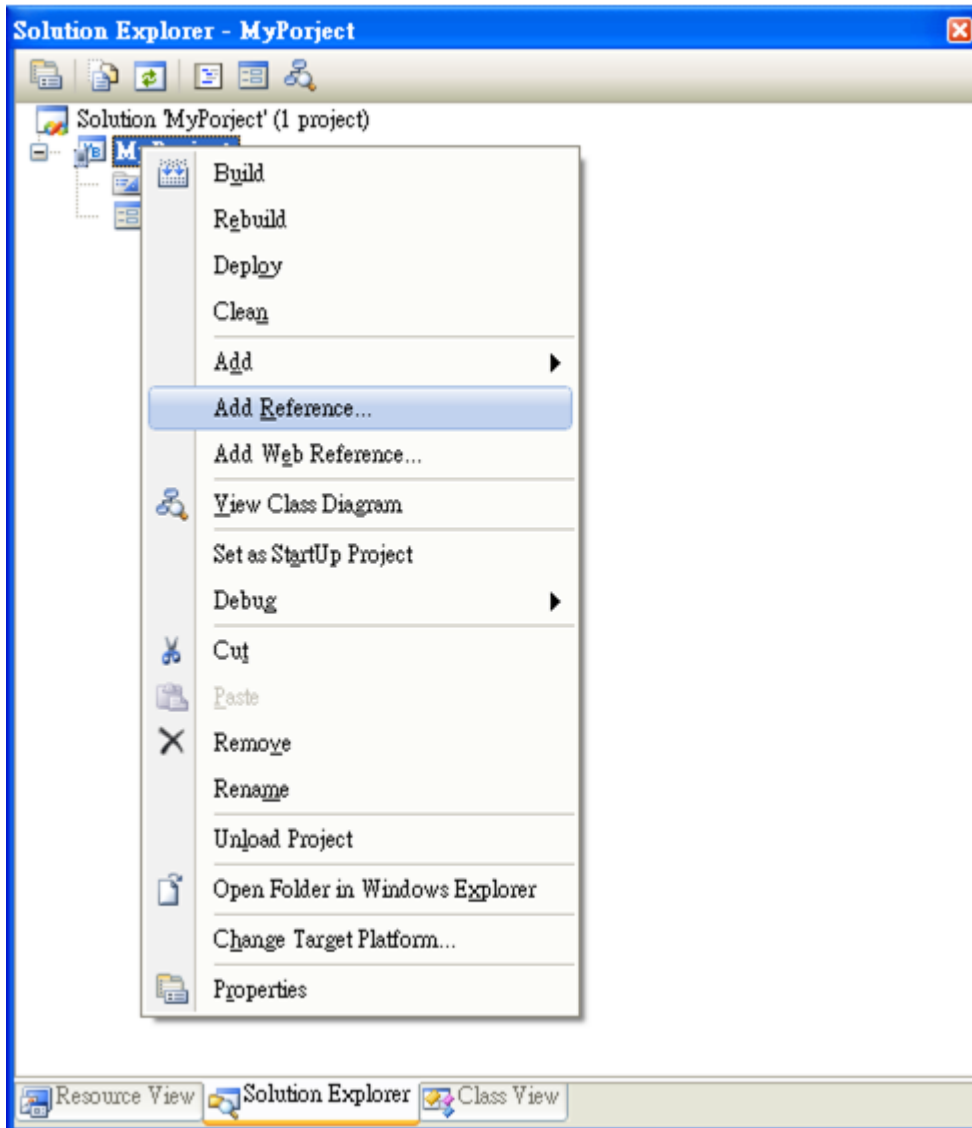 Solution Explorer - MyPorject
Solution 'MyPorject' (1 project)
Build
Rebuild
Deploy
Clean
Add
Add Reference...
Add Web Reference...
View Class Diagram
Set as StartUp Project
Debug
Cut
Paste
Remove
Rename
Unload Project
Open Folder in Windows Explorer
Change Target Platform...
Properties
Resource View Solution Explorer Class View